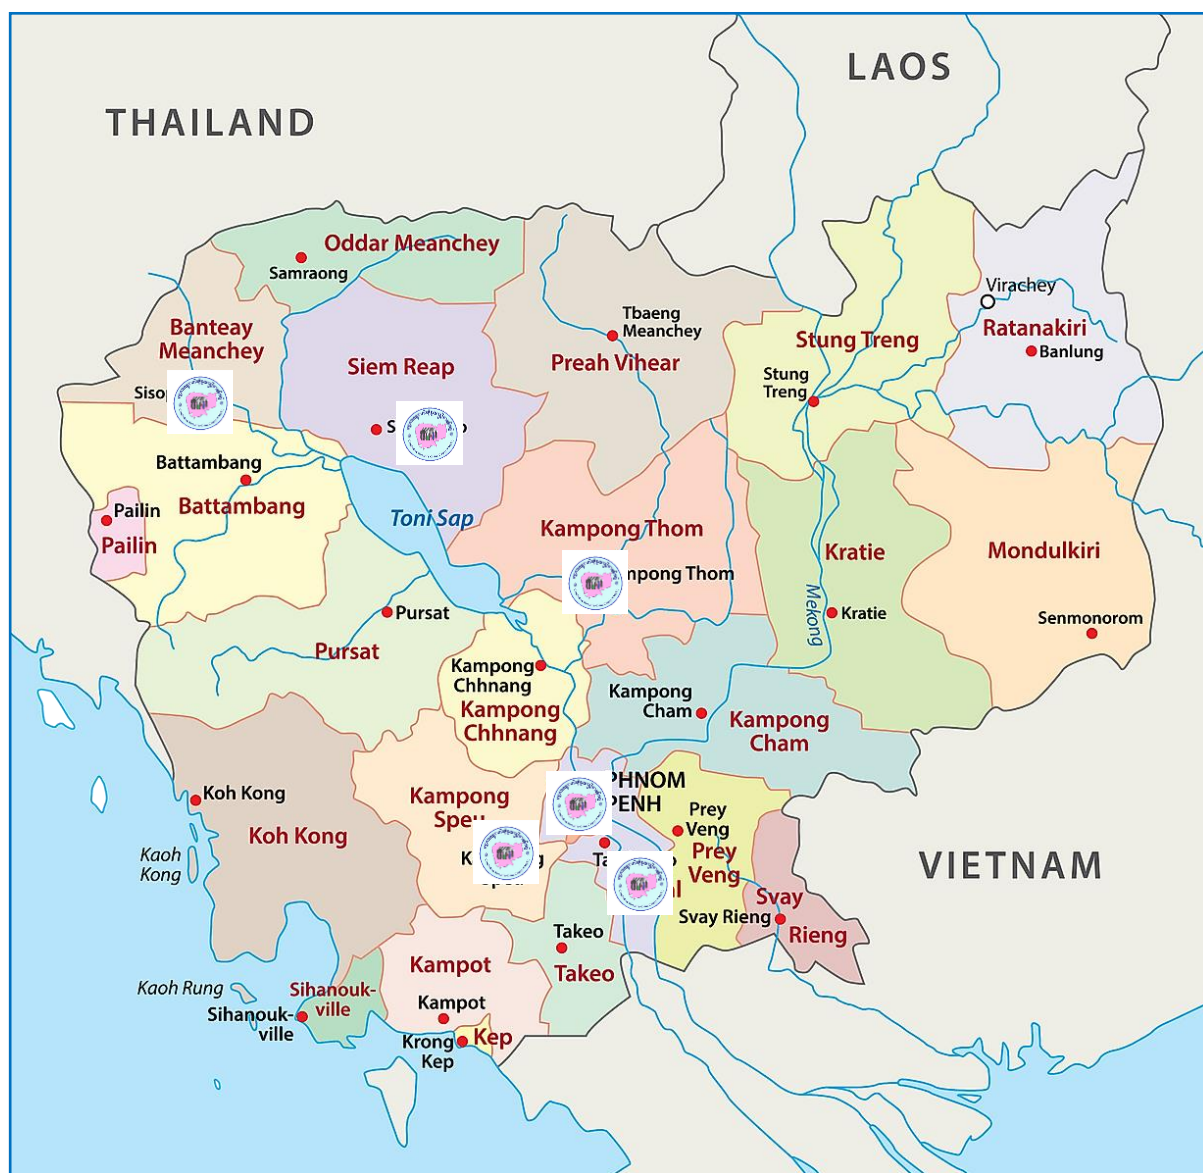 LAOS
THAILAND
Oddar Meanchey
Samraong
Banteay
Meanchey
Siem Reap
Tbaeng
Meanchey
Preah Vihear
Stung Treng
Stung
Treng
Virachey
Ratanakiri
Banlung
Battambang
Battambang
Pailin
Pailin
Toni Sap
Kampong Thom
mpong Thom
Kratie
Kratie
Mekong
Mondulkiri
Senmonorom
Pursat
Pursat
Kampong
Chhnang
Kampong
Chhnang
Kampong
Cham
Kampong
Cham
Koh Kong
Koh Kong
Kaoh
Kong
Kampong
Speu
PHNOM
PENH
Prey
Veng
Prey
Veng
Svay
Rieng
Svay Rieng
VIETNAM
Takeo
Takeo
Kampot
Kampot
Kaoh Rung
Sihanouk-
ville
Sihanouk-
ville
Krong
Kep
Kep